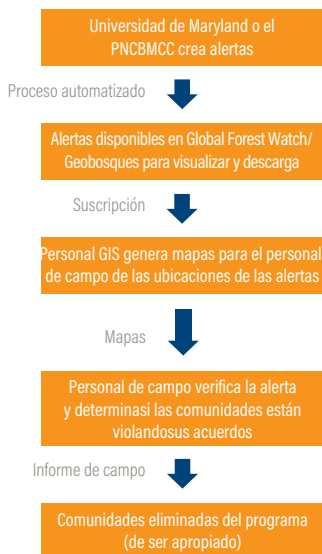 Universidad de Maryland o el
PNCBMCC crea alertas
Proceso automatizado
Alertas disponibles en Global Forest Watch/
Geobosques para visualizar y descarga
Suscripción
Personal GIS genera mapas para el personal
de campo de las ubicaciones de las alertas
Mapas
Personal de campo verifica la alerta
y determinasi las comunidades están
violandosus acuerdos
Informe de campo
Comunidades eliminadas del programa
(de ser apropiado)